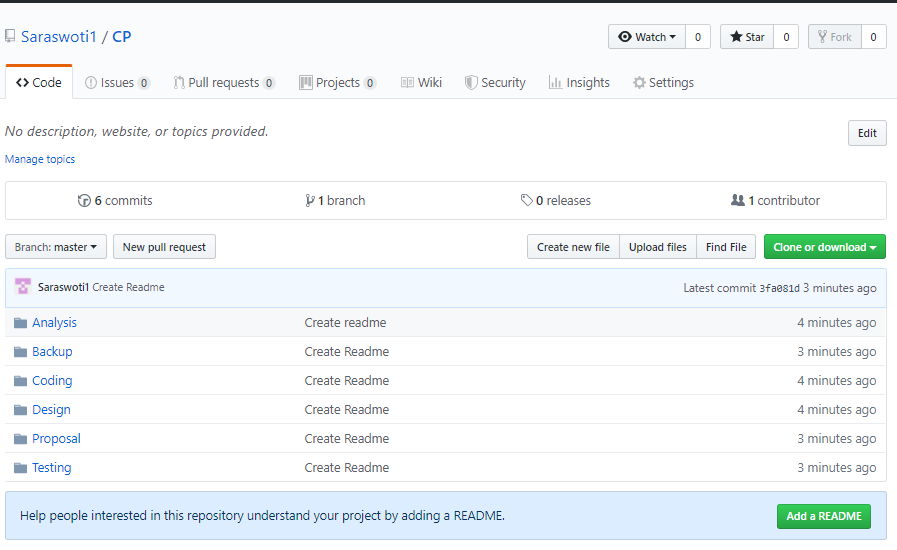 Saraswoti1 / CP Watch 0 Star 0 Fork 0
Code Issues 0 Pull requests 0 Projects 0 Wiki Security Insights Settings
No description, website, or topics provided. Edit
Manage topics
6 commits 1 branch 0 releases 1 contributor
Branch: master New pull request Create new file Upload files Find File Clone or download
Saraswoti1 Create Readme Latest commit 3fa081d 3 minutes ago
Analysis Create readme 4 minutes ago
Backup Create Readme 3 minutes ago
Coding Create Readme 4 minutes ago
Design Create Readme 4 minutes ago
Proposal Create Readme 3 minutes ago
Testing Create Readme 3 minutes ago
Help people interested in this repository understand your project by adding a README. Add a README